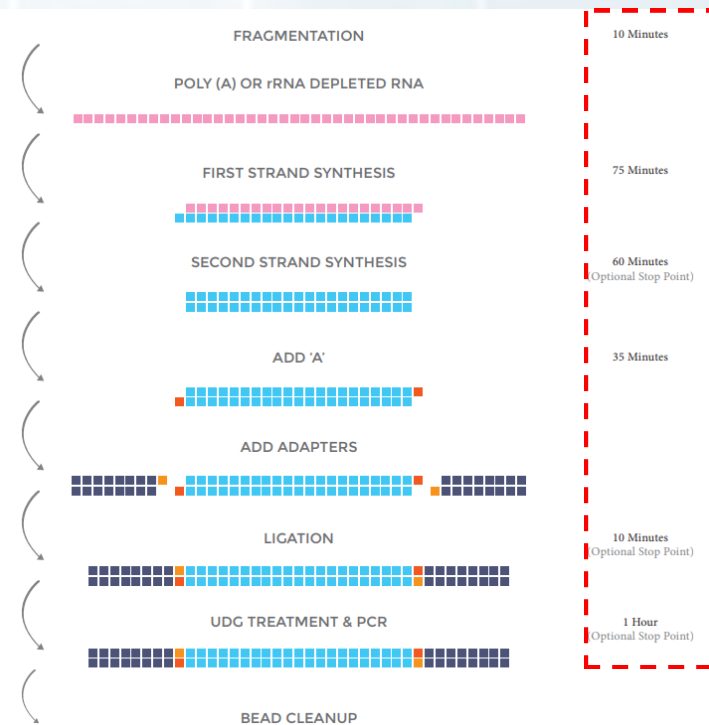 FRAGMENTATION
10 Minutes
POLY (A) OR rRNA DEPLETED RNA
FIRST STRAND SYNTHESIS
75 Minutes
SECOND STRAND SYNTHESIS
60 Minutes
(Optional Stop Point)
ADD ‘A’
35 Minutes
ADD ADAPTERS
LIGATION
10 Minutes
(Optional Stop Point)
UDG TREATMENT & PCR
1 Hour
(Optional Stop Point)
BEAD CLEANUP